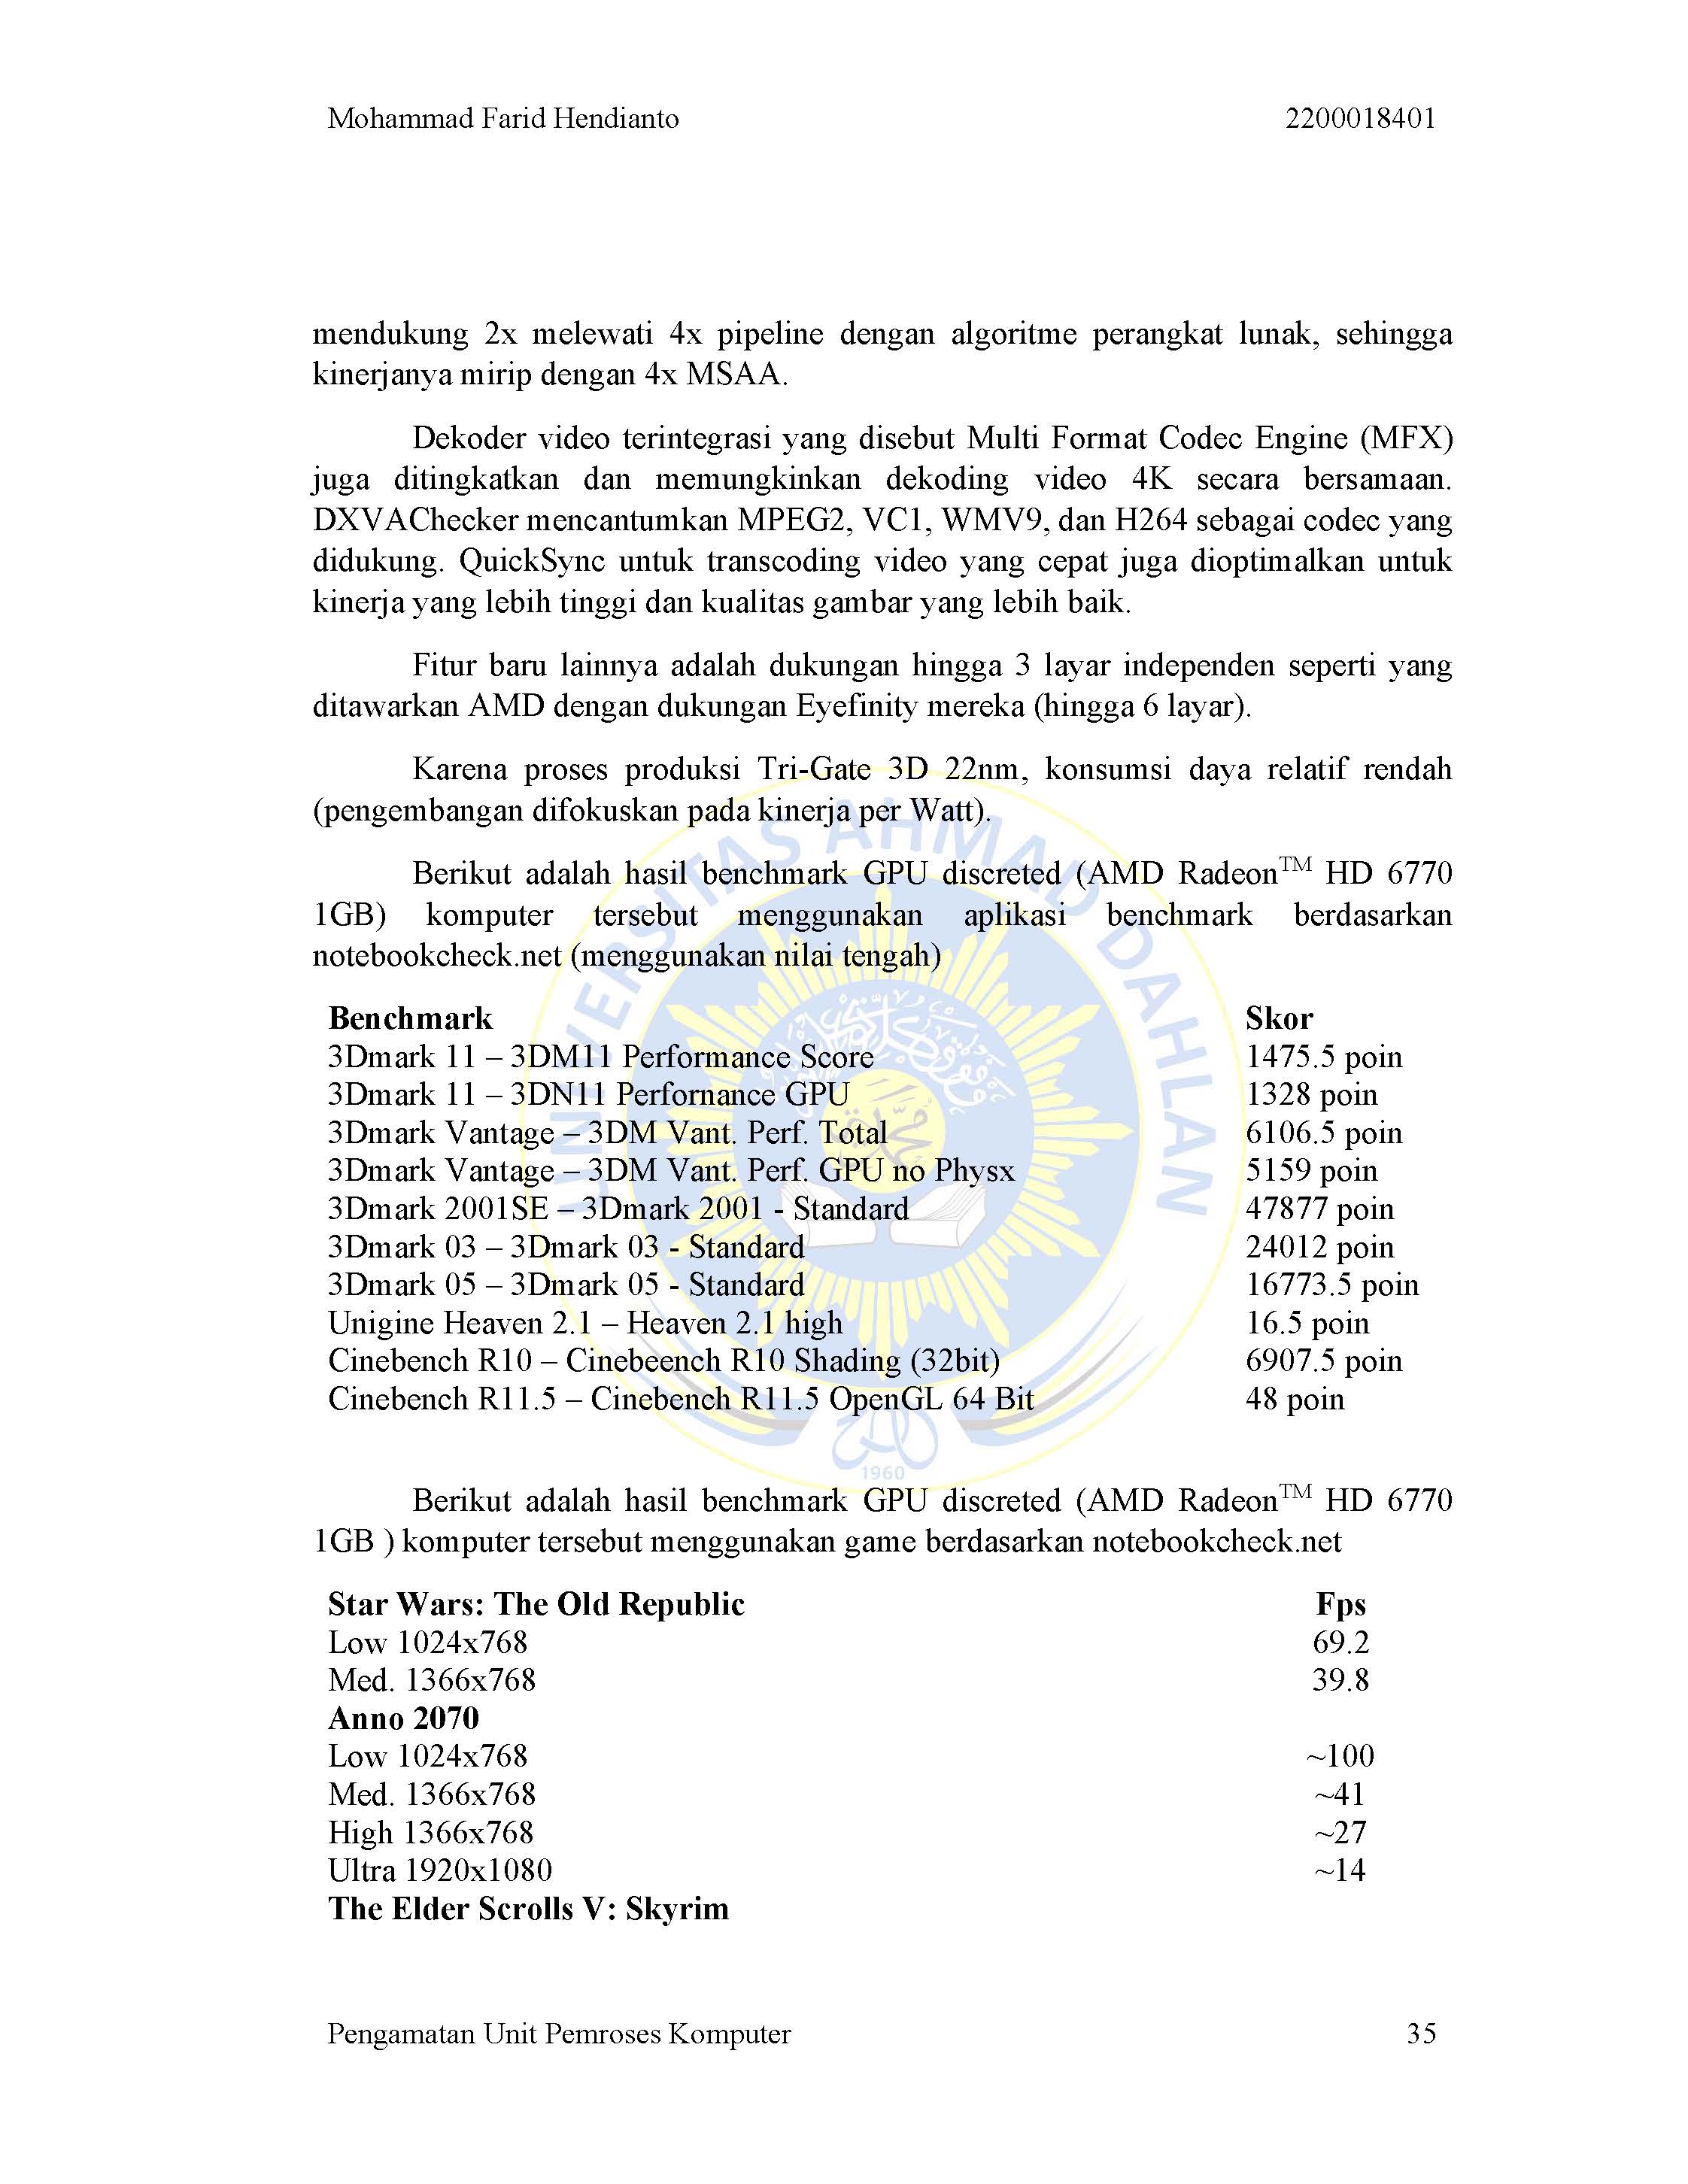 Mohammad Farid Hendianto 2200018401
mendukung 2x melewati 4x pipeline dengan algoritme perangkat lunak, sehingga
kinerjanya mirip dengan 4x MSAA.
Dekoder video terintegrasi yang disebut Multi Format Codec Engine (MFX)
juga ditingkatkan dan memungkinkan dekoding video 4K secara bersamaan.
DXVAChecker mencantumkan MPEG2, VC1, WMV9, dan H264 sebagai codec yang
didukung. QuickSync untuk transcoding video yang cepat juga dioptimalkan untuk
kinerja yang lebih tinggi dan kualitas gambar yang lebih baik.
Fitur baru lainnya adalah dukungan hingga 3 layar independen seperti yang
ditawarkan AMD dengan dukungan Eyefinity mereka (hingga 6 layar).
Karena proses produksi Tri-Gate 3D 22nm, konsumsi daya relatif rendah
(pengembangan difokuskan pada kinerja per Watt).
Berikut adalah hasil benchmark GPU discreted (AMD Radeon™ HD 6770
1GB) komputer tersebut menggunakan aplikasi benchmark berdasarkan
notebookcheck.net (menggunakan nilai tengah)
Benchmark Skor
3Dmark 11 – 3DM11 Performance Score 1475.5 poin
3Dmark 11 – 3DN11 Perfornance GPU 1328 poin
3Dmark Vantage – 3DM Vant. Perf. Total 6106.5 poin
3Dmark Vantage – 3DM Vant. Perf. GPU no Physx 5159 poin
3Dmark 2001SE – 3Dmark 2001 - Standard 47877 poin
3Dmark 03 – 3Dmark 03 - Standard 24012 poin
3Dmark 05 – 3Dmark 05 - Standard 16773.5 poin
Unigine Heaven 2.1 – Heaven 2.1 high 16.5 poin
Cinebench R10 – Cinebeench R10 Shading (32bit) 6907.5 poin
Cinebench R11.5 – Cinebench R11.5 OpenGL 64 Bit 48 poin
UNIVERSITAS AHMAD DAHLAN
1960
Berikut adalah hasil benchmark GPU discreted (AMD Radeon™ HD 6770
1GB ) komputer tersebut menggunakan game berdasarkan notebookcheck.net
Star Wars: The Old Republic Fps
Low 1024x768 69.2
Med. 1366x768 39.8
Anno 2070
Low 1024x768 ~100
Med. 1366x768 ~41
High 1366x768 ~27
Ultra 1920x1080 ~14
The Elder Scrolls V: Skyrim
Pengamatan Unit Pemroses Komputer 35